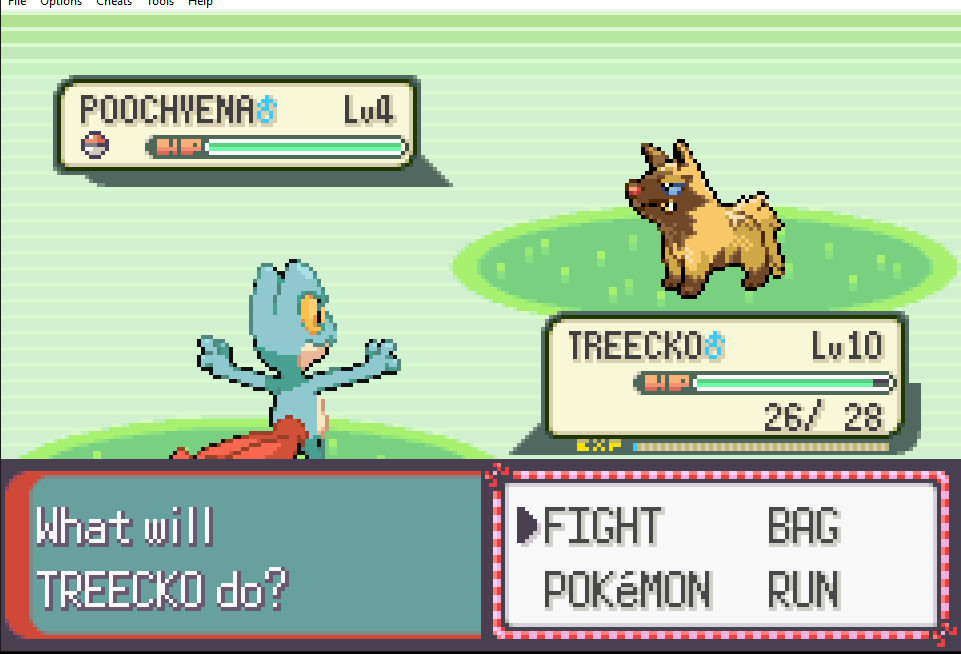 File Options Cheats Tools Help
POOCHYENA♂ Lv4
HP
TREECKO♂ Lv10
HP
26/ 28
EXP
What will
TREECKO do?
▶FIGHT BAG
POKéMON RUN